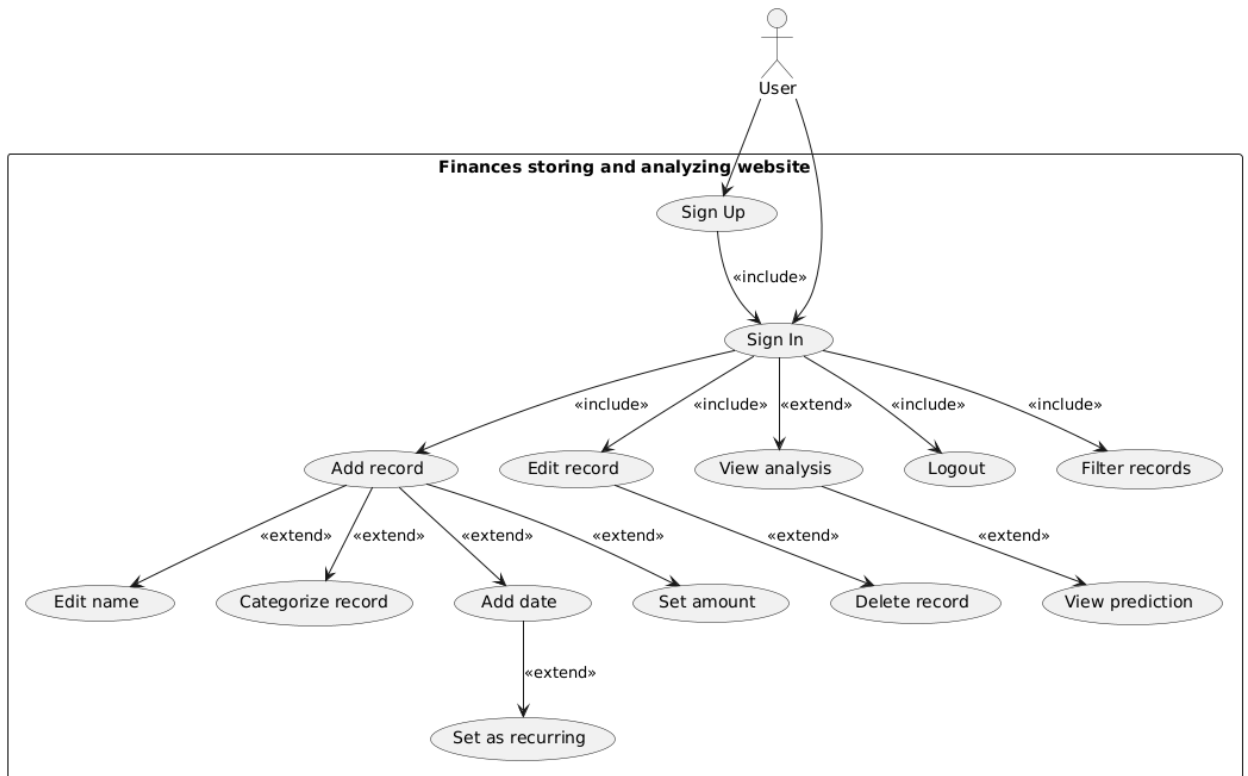 User
Finances storing and analyzing website
Sign Up
«include»
Sign In
«include»
«include»
«extend»
«include»
«include»
Add record
Edit record
View analysis
Logout
Filter records
«extend»
«extend»
«extend»
«extend»
«extend»
«extend»
Edit name
Categorize record
Add date
Set amount
Delete record
View prediction
«extend»
Set as recurring